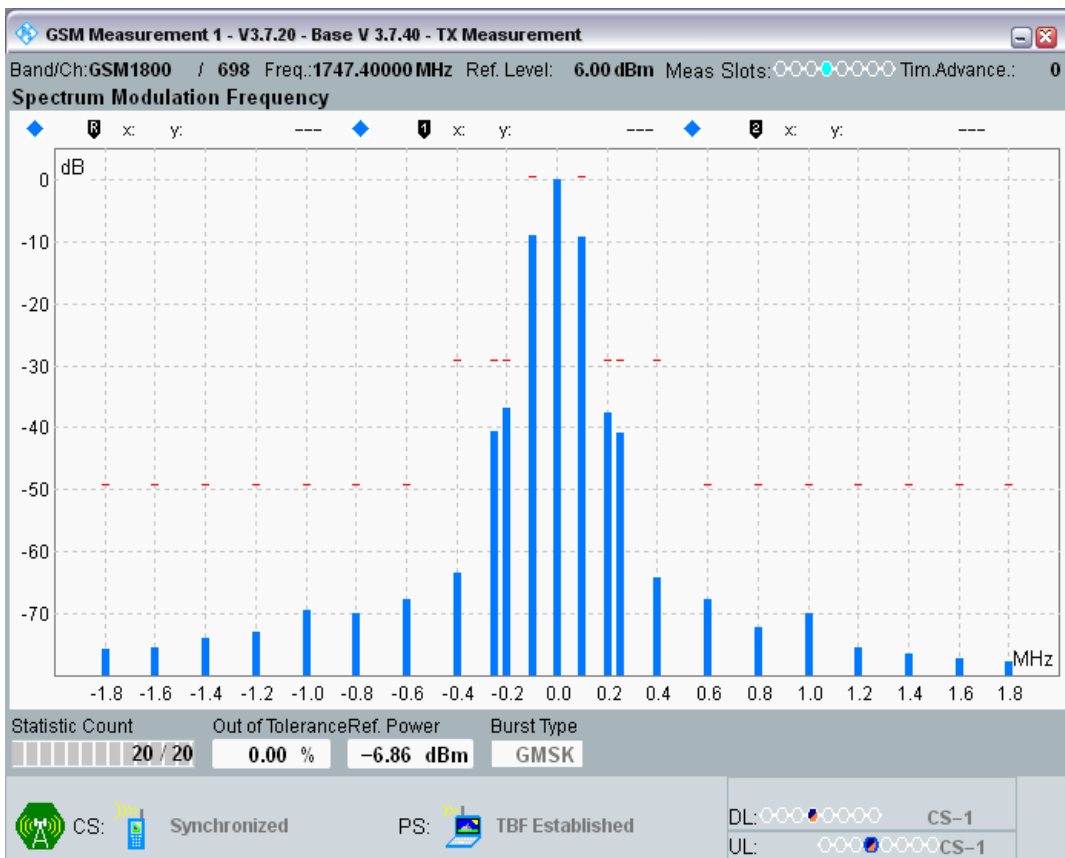 GSM Measurement 1 - V3.7.20 - Base V 3.7.40 - TX Measurement
Band/Ch:GSM1800 / 698 Freq.:1747.40000 MHz Ref. Level: 6.00 dBm Meas Slots: Tim.Advance.: 0
Spectrum Modulation Frequency
R x: y: --- 1 x: y: --- 2 x: y: ---
dB
0
-10
-20
-30
-40
-50
-60
-70
MHz
-1.8 -1.6 -1.4 -1.2 -1.0 -0.8 -0.6 -0.4 -0.2 0.0 0.2 0.4 0.6 0.8 1.0 1.2 1.4 1.6 1.8
Statistic Count Out of Tolerance Ref. Power Burst Type
20 / 20 0.00 % -6.86 dBm GMSK
CS: Synchronized PS: TBF Established
DL: CS-1
UL: CS-1